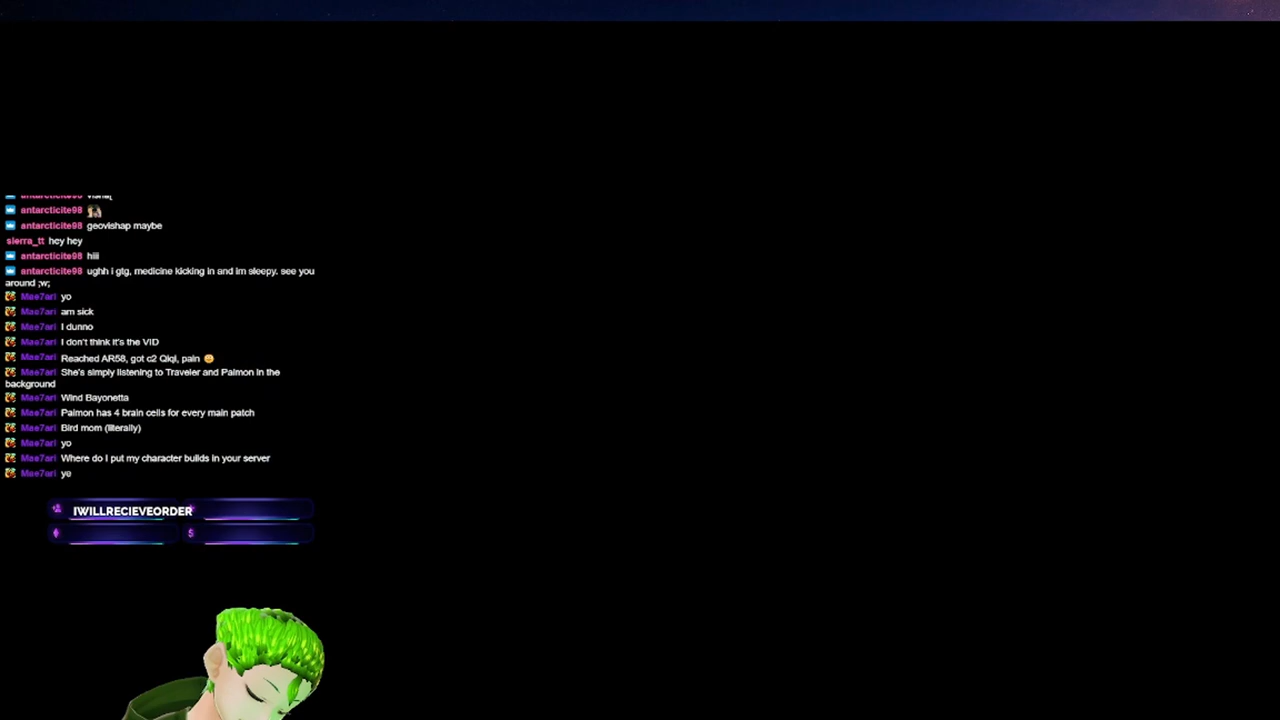 antarcticite98
antarcticite98 geovishap maybe
sierra_tt hey hey
antarcticite98 hiii
antarcticite98 ughh i gtg, medicine kicking in and im sleepy. see you
around ;w;
Mae7ari yo
Mae7ari am sick
Mae7ari I dunno
Mae7ari I don't think it's the VID
Mae7ari Reached AR58, got c2 Qiqi, pain
Mae7ari She's simply listening to Traveler and Paimon in the
background
Mae7ari Wind Bayonetta
Mae7ari Paimon has 4 brain cells for every main patch
Mae7ari Bird mom (literally)
Mae7ari yo
Mae7ari Where do I put my character builds in your server
Mae7ari ye
IWILLRECIEVEORDER
$